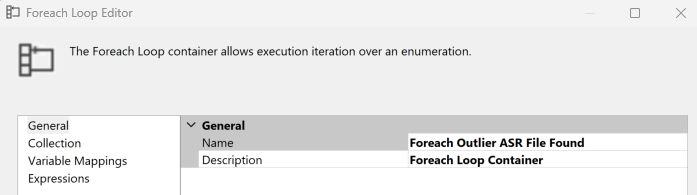 Foreach Loop Editor
The Foreach Loop container allows execution iteration over an enumeration.
General
Collection
Variable Mappings
Expressions
General
Name Foreach Outlier ASR File Found
Description Foreach Loop Container